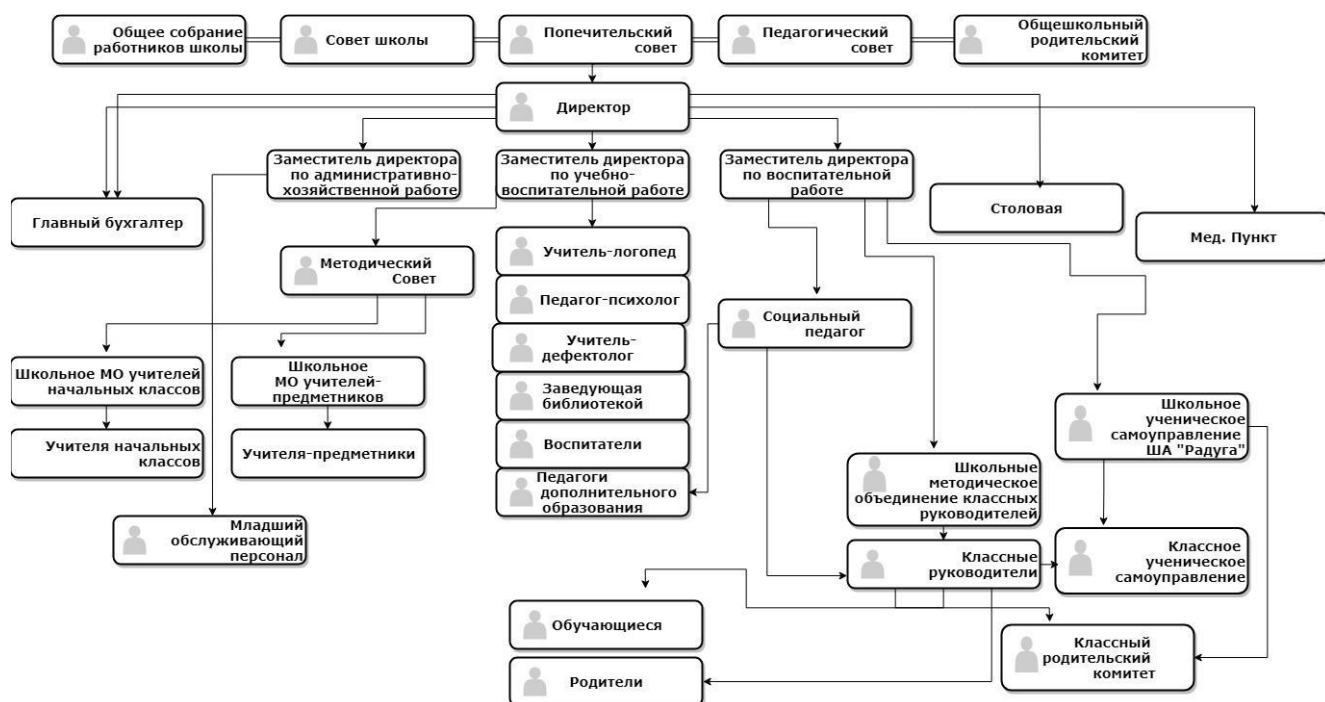 Общее собрание
работников школы
Совет школы
Попечительский
совет
Педагогический
совет
Общешкольный
родительский
комитет
Директор
Заместитель директора
по административно-
хозяйственной работе
Заместитель директора
по учебно-
воспитательной работе
Заместитель директора
по воспитательной
работе
Главный бухгалтер
Столовая
Мед. Пункт
Методический
Совет
Учитель-логопед
Педагог-психолог
Учитель-
дефектолог
Заведующая
библиотекой
Воспитатели
Педагоги
дополнительного
образования
Социальный
педагог
Школьное МО учителей
начальных классов
Школьное
МО учителей-
предметников
Учителя начальных
классов
Учителя-предметники
Младший
обслуживающий
персонал
Школьное
ученическое
самоуправление
ША "Радуга"
Школьные
методическое
объединение классных
руководителей
Классные
руководители
Классное
ученическое
самоуправление
Обучающиеся
Родители
Классный
родительский
комитет